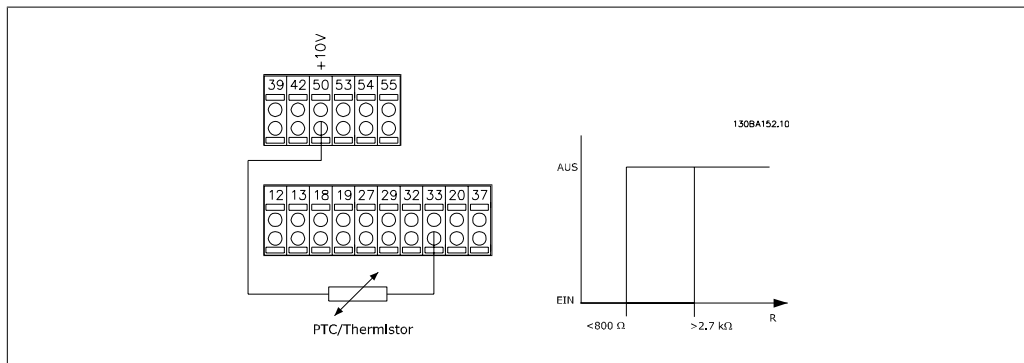 +10V
39 42 50 53 54 55
130BA152.10
AUS
12 13 18 19 27 29 32 33 20 37
EIN
<800 Ω
>2.7 kΩ
R
PTC/Thermistor